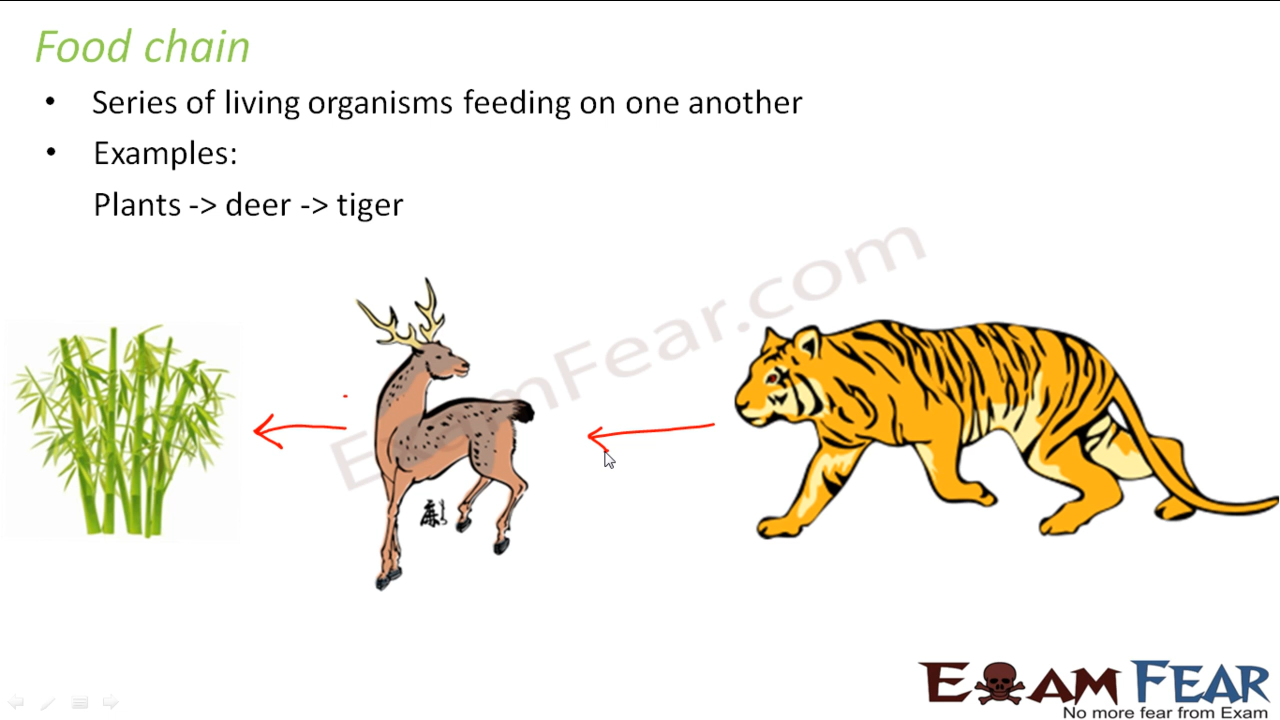 Food chain
• Series of living organisms feeding on one another
• Examples:
Plants -> deer -> tiger
ExamFear.com
EXAM FEAR
No more fear from Exam